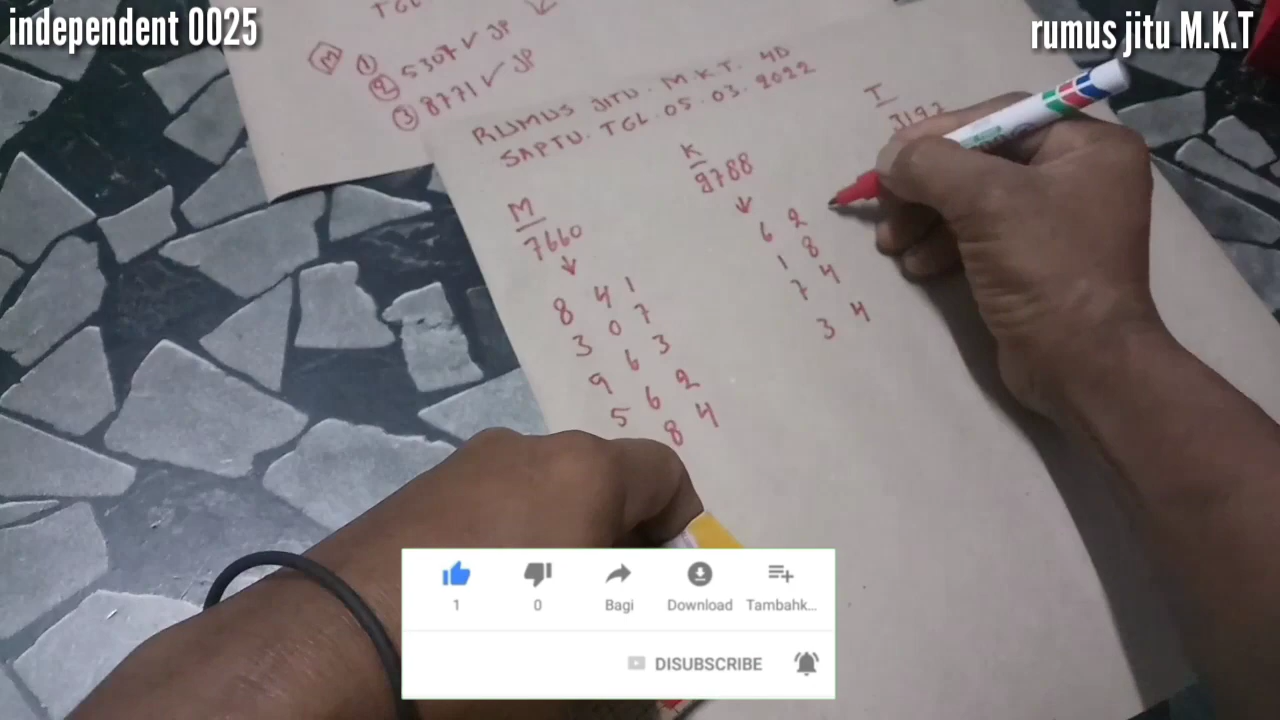 independent 0025
rumus jitu M.K.T
TGL
M 1
2 5307 ✓ JP
3 8771 ✓ JP
RUMUS JITU. M.K.T. 4D
SAPTU. TGL. 05. 03. 2022
M
7660
↓
8 4 1
3 0 7
9 6 3
5 6 2
8 4
K
9788
↓
6 2
1 8
7 4
3 4
I
1
0
Bagi
Download
Tambahk...
DISUBSCRIBE